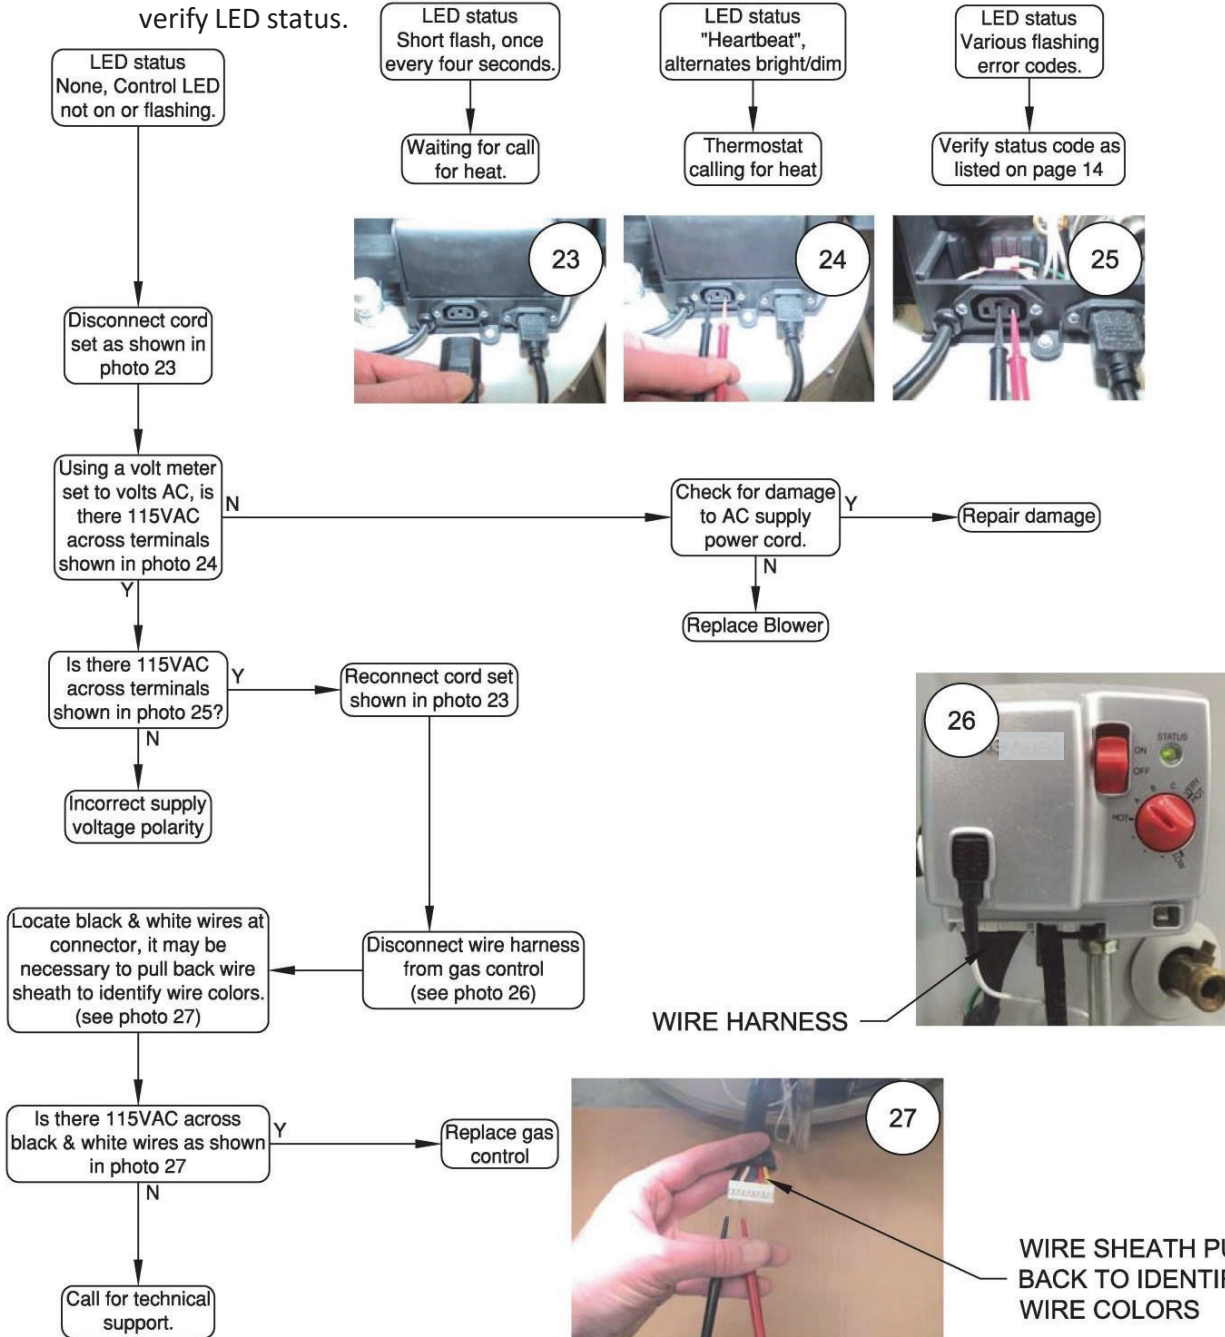 verify LED status.
LED status
None, Control LED
not on or flashing.
LED status
Short flash, once
every four seconds.
LED status
"Heartbeat",
alternates bright/dim
LED status
Various flashing
error codes.
Waiting for call
for heat.
Thermostat
calling for heat
Verify status code as
listed on page 14
23
24
25
Disconnect cord
set as shown in
photo 23
Using a volt meter
set to volts AC, is
there 115VAC
across terminals
shown in photo 24
N
Y
Check for damage
to AC supply
power cord.
Y
Repair damage
N
Replace Blower
Is there 115VAC
across terminals
shown in photo 25?
Y
N
Reconnect cord set
shown in photo 23
Incorrect supply
voltage polarity
26
STATUS
ON
OFF
HOT
A
B
C
VERY
HOT
LOW
Locate black & white wires at
connector, it may be
necessary to pull back wire
sheath to identify wire colors.
(see photo 27)
Disconnect wire harness
from gas control
(see photo 26)
WIRE HARNESS
Is there 115VAC across
black & white wires as shown
in photo 27
Y
N
Replace gas
control
27
Call for technical
support.
WIRE SHEATH PU
BACK TO IDENTIF
WIRE COLORS